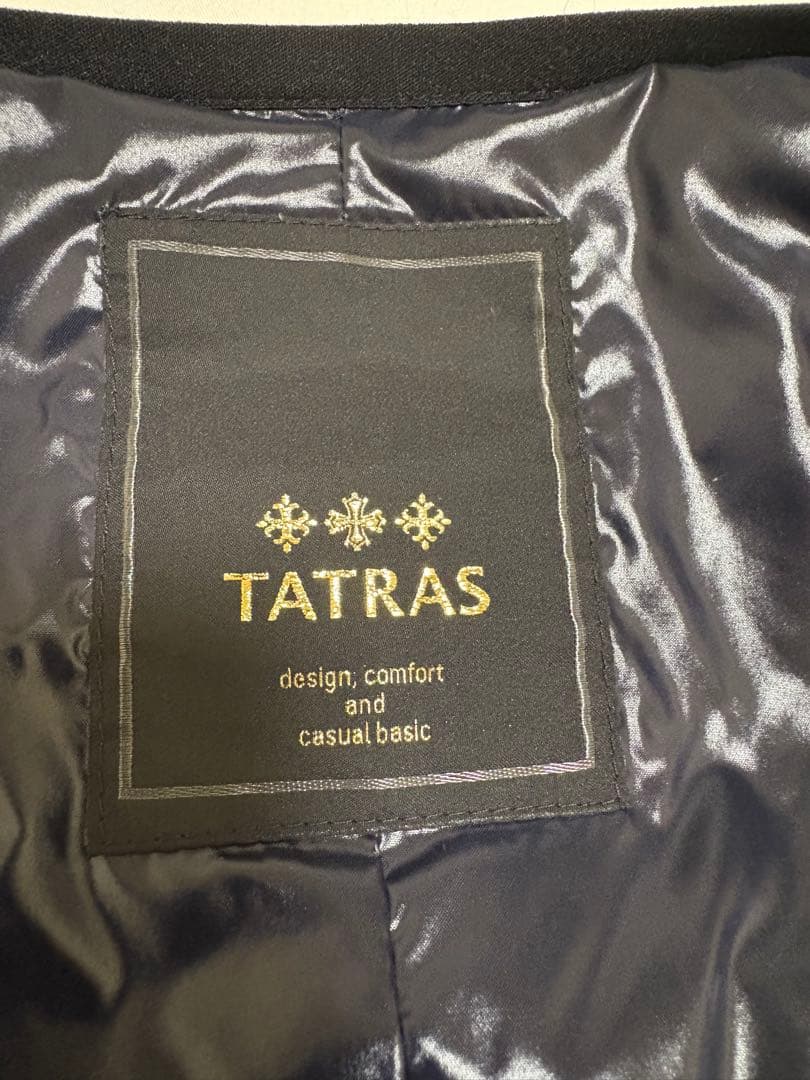 TATRAS
design, comfort
and
casual basic